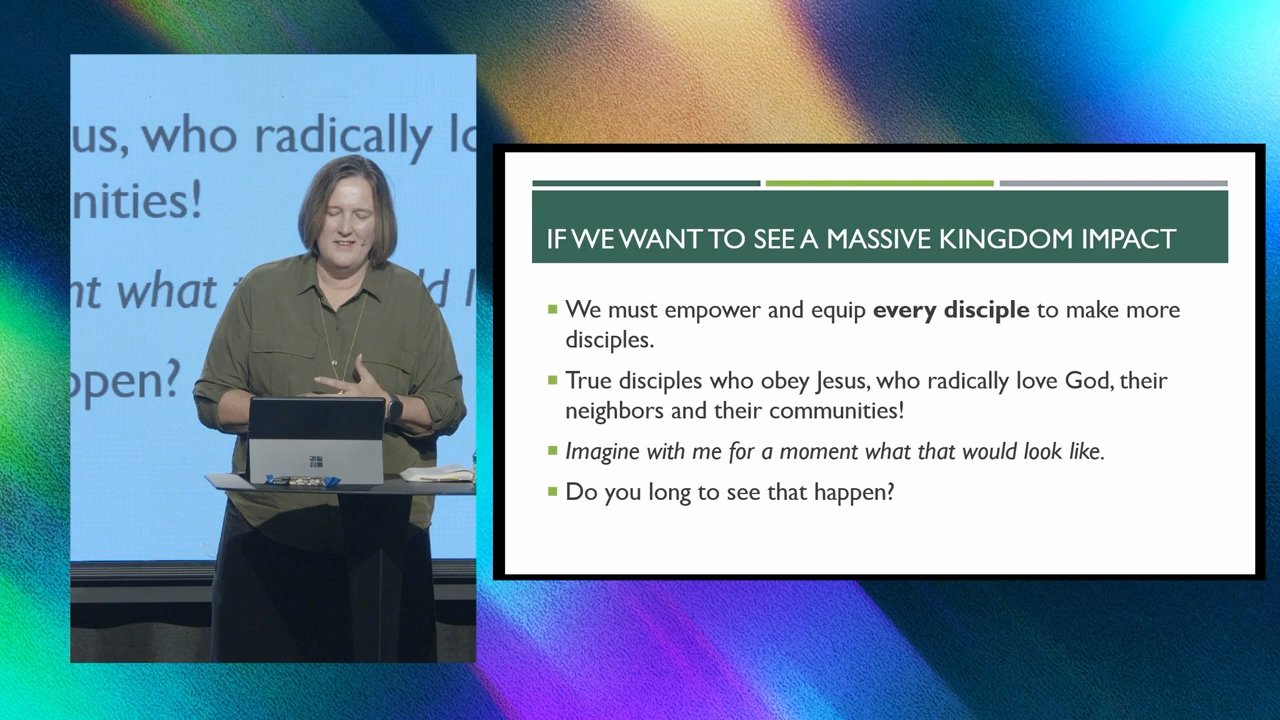 us, who radically lo
nities!
nt what
ld l
ppen?
IF WE WANT TO SEE A MASSIVE KINGDOM IMPACT
We must empower and equip every disciple to make more
disciples.
True disciples who obey Jesus, who radically love God, their
neighbors and their communities!
Imagine with me for a moment what that would look like.
Do you long to see that happen?